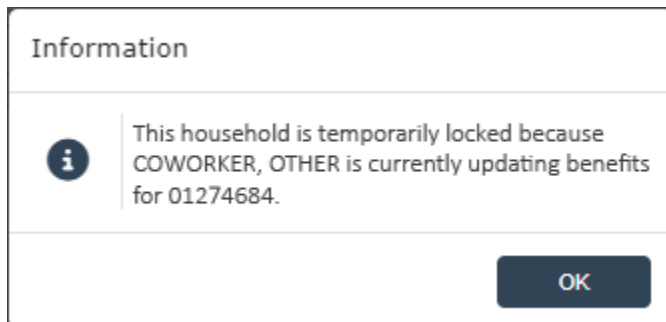 Information
This household is temporarily locked because
COWORKER, OTHER is currently updating benefits
for 01274684.
OK